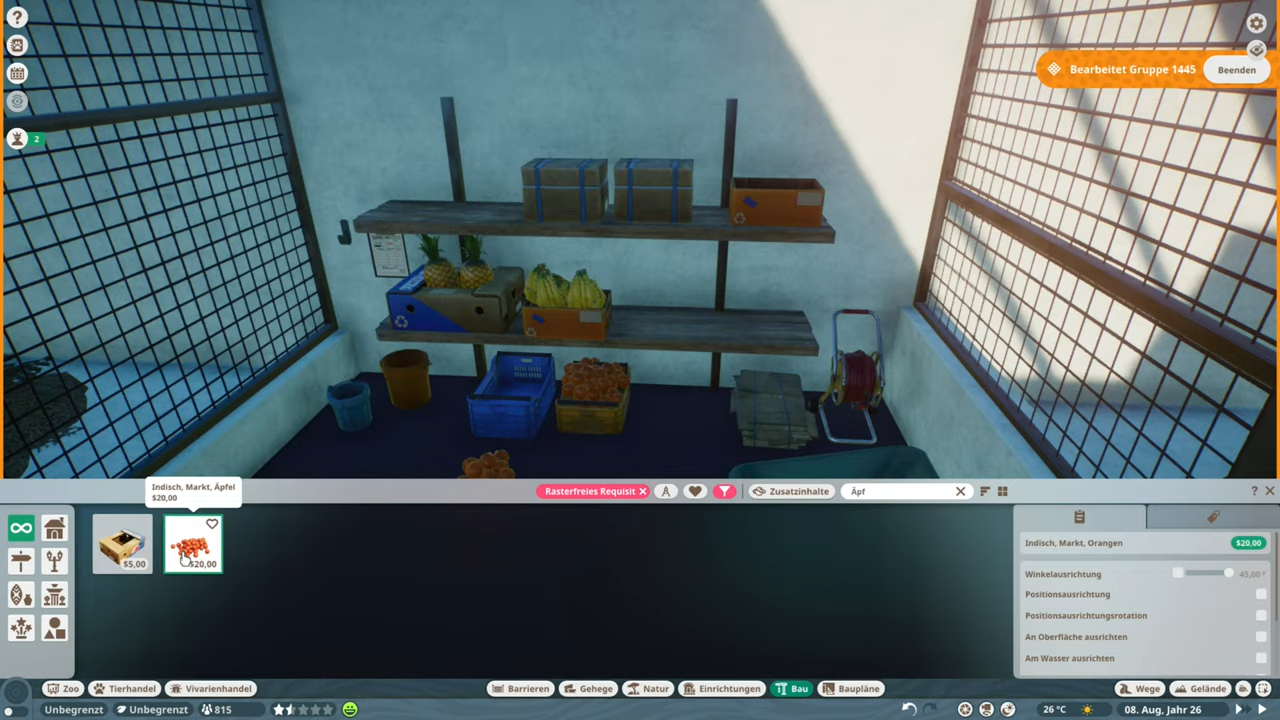 ?
Bearbeitet Gruppe 1445
Beenden
2
Indisch, Markt, Äpfel
$20,00
Rasterfreies Requisit ×
Zusatzinhalte
Äpf
?
$5,00
$20,00
Indisch, Markt, Orangen
$20,00
Winkelausrichtung
45,00°
Positionsausrichtung
Positionsausrichtungsrotation
An Oberfläche ausrichten
Am Wasser ausrichten
Zoo
Tierhandel
Vivarienhandel
Barrieren
Gehege
Natur
Einrichtungen
Bau
Baupläne
Wege
Gelände
Unbegrenzt
Unbegrenzt
815
26 °C
08. Aug, Jahr 26